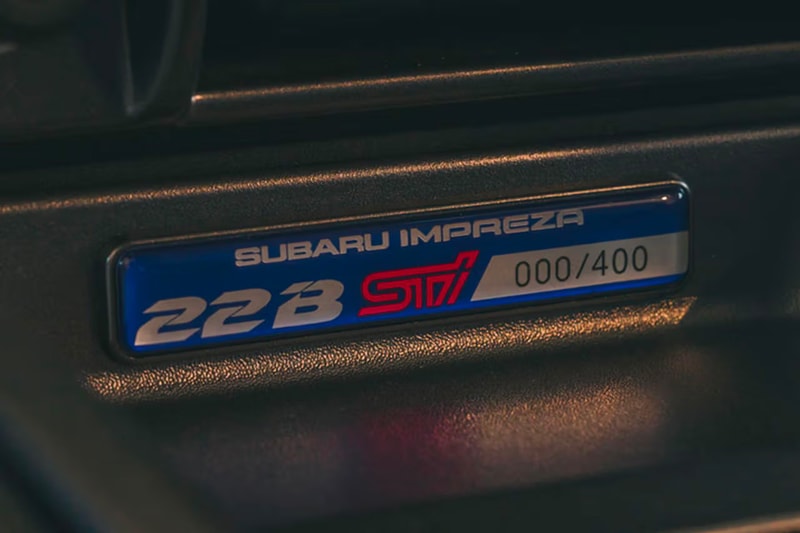 SUBARU IMPREZA
22B STi 000/400